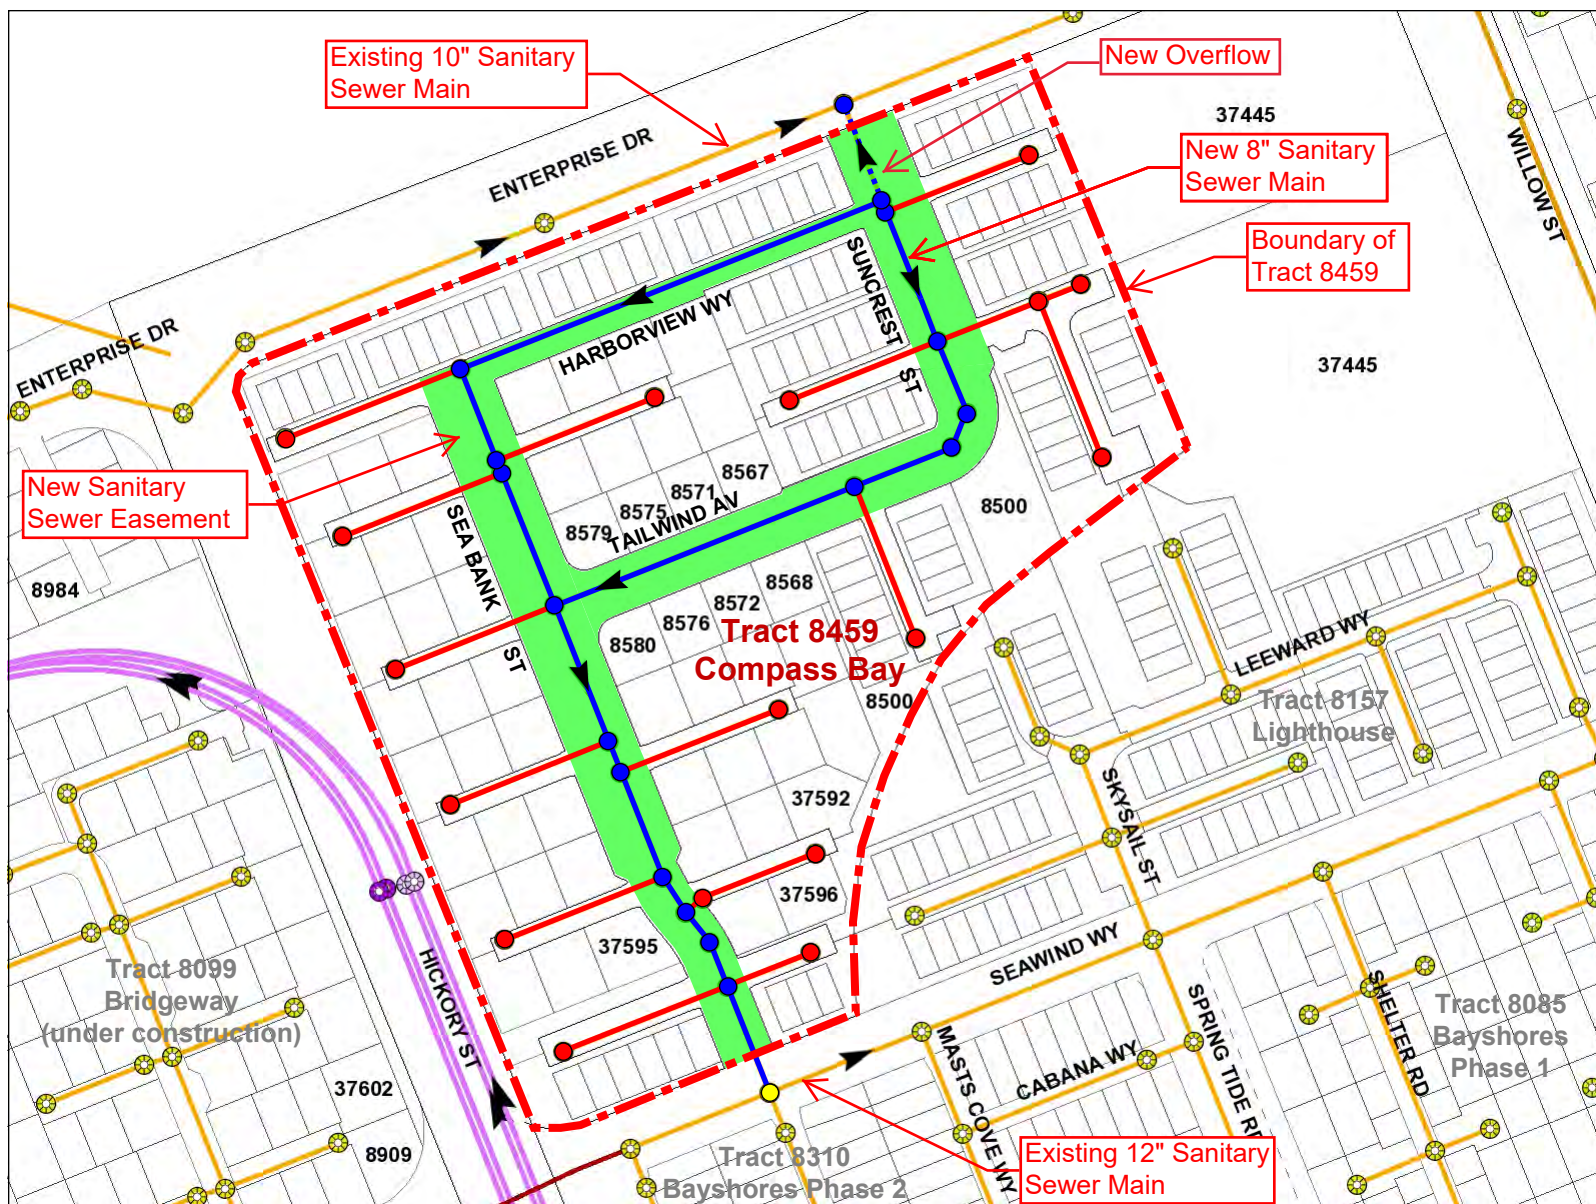 Existing 10" Sanitary
Sewer Main
New Overflow
37445
New 8" Sanitary
Sewer Main
ENTERPRISE DR
WILLOW ST
Boundary of
Tract 8459
SUNCREST ST
HARBORVIEW WY
ENTERPRISE DR
37445
New Sanitary
Sewer Easement
8567
8571
8575
8579
TAILWIND AV
8500
SEA BANK ST
8984
8568
8572
8576
8580
Tract 8459
Compass Bay
8500
LEEWARD WY
Tract 8157
Lighthouse
37592
SKYSAIL ST
37596
37595
SEAWIND WY
Tract 8099
Bridgeway
(under construction)
HICKORY ST
SPRING TIDE RD
SHELTER RD
Tract 8085
Bayshores
Phase 1
MASTS COVE WY
CABANA WY
37602
8909
Tract 8310
Bayshores Phase 2
Existing 12" Sanitary
Sewer Main